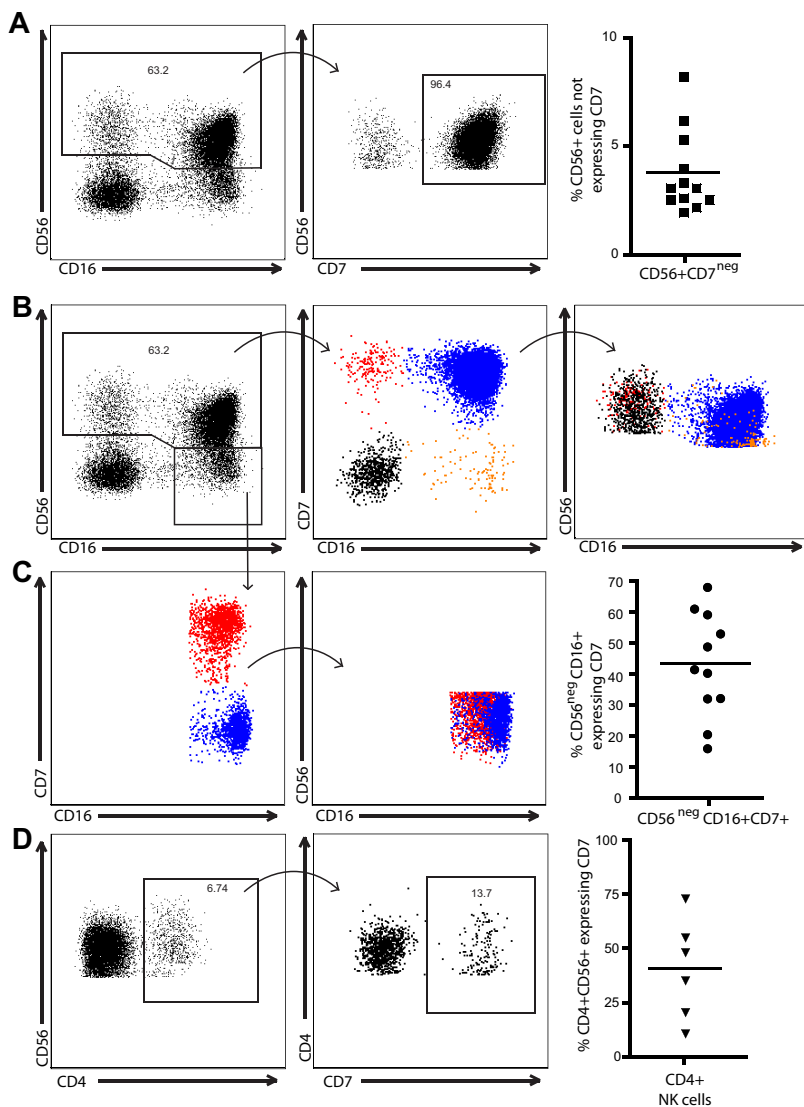 A
63.2
CD56
CD16
96.4
CD56
CD7
% CD56+ cells not
expressing CD7
10
5
0
CD56+CD7neg
B
63.2
CD56
CD16
CD7
CD16
CD56
CD16
C
CD7
CD16
CD56
CD16
% CD56neg CD16+
expressing CD7
70
60
50
40
30
20
10
0
CD56 neg CD16+CD7+
D
6.74
CD56
CD4
13.7
CD4
CD7
% CD4+CD56+ expressing CD7
100
75
50
25
0
CD4+
NK cells